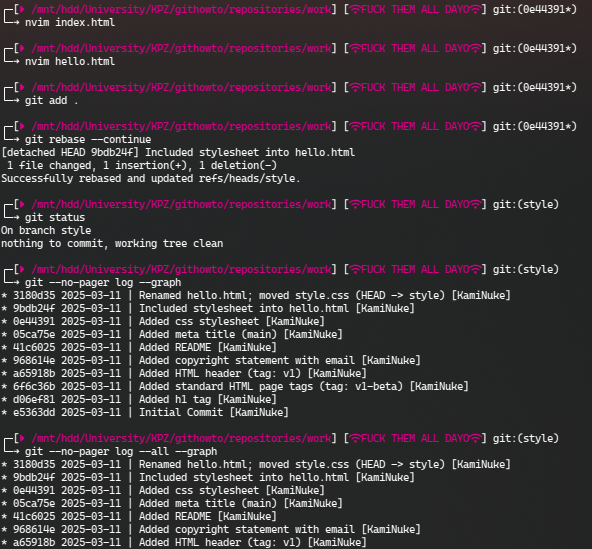 [ /mnt/hdd/University/KPZ/githowto/repositories/work] [FUCK THEM ALL DAYO] git:(0e44391*)
nvim index.html
[ /mnt/hdd/University/KPZ/githowto/repositories/work] [FUCK THEM ALL DAYO] git:(0e44391*)
nvim hello.html
[ /mnt/hdd/University/KPZ/githowto/repositories/work] [FUCK THEM ALL DAYO] git:(0e44391*)
git add .
[ /mnt/hdd/University/KPZ/githowto/repositories/work] [FUCK THEM ALL DAYO] git:(0e44391*)
git rebase --continue
[detached HEAD 9bdb24f] Included stylesheet into hello.html
1 file changed, 1 insertion(+), 1 deletion(-)
Successfully rebased and updated refs/heads/style.
[ /mnt/hdd/University/KPZ/githowto/repositories/work] [FUCK THEM ALL DAYO] git:(style)
git status
On branch style
nothing to commit, working tree clean
[ /mnt/hdd/University/KPZ/githowto/repositories/work] [FUCK THEM ALL DAYO] git:(style)
git --no-pager log --graph
* 3180d35 2025-03-11 | Renamed hello.html; moved style.css (HEAD -> style) [KamiNuke]
* 9bdb24f 2025-03-11 | Included stylesheet into hello.html [KamiNuke]
* 0e44391 2025-03-11 | Added css stylesheet [KamiNuke]
* 05ca75e 2025-03-11 | Added meta title (main) [KamiNuke]
* 41c6025 2025-03-11 | Added README [KamiNuke]
* 968614e 2025-03-11 | Added copyright statement with email [KamiNuke]
* a65918b 2025-03-11 | Added HTML header (tag: v1) [KamiNuke]
* 6f6c36b 2025-03-11 | Added standard HTML page tags (tag: v1-beta) [KamiNuke]
* d06ef81 2025-03-11 | Added h1 tag [KamiNuke]
* e5363dd 2025-03-11 | Initial Commit [KamiNuke]
[ /mnt/hdd/University/KPZ/githowto/repositories/work] [FUCK THEM ALL DAYO] git:(style)
git --no-pager log --all --graph
* 3180d35 2025-03-11 | Renamed hello.html; moved style.css (HEAD -> style) [KamiNuke]
* 9bdb24f 2025-03-11 | Included stylesheet into hello.html [KamiNuke]
* 0e44391 2025-03-11 | Added css stylesheet [KamiNuke]
* 05ca75e 2025-03-11 | Added meta title (main) [KamiNuke]
* 41c6025 2025-03-11 | Added README [KamiNuke]
* 968614e 2025-03-11 | Added copyright statement with email [KamiNuke]
* a65918b 2025-03-11 | Added HTML header (tag: v1) [KamiNuke]